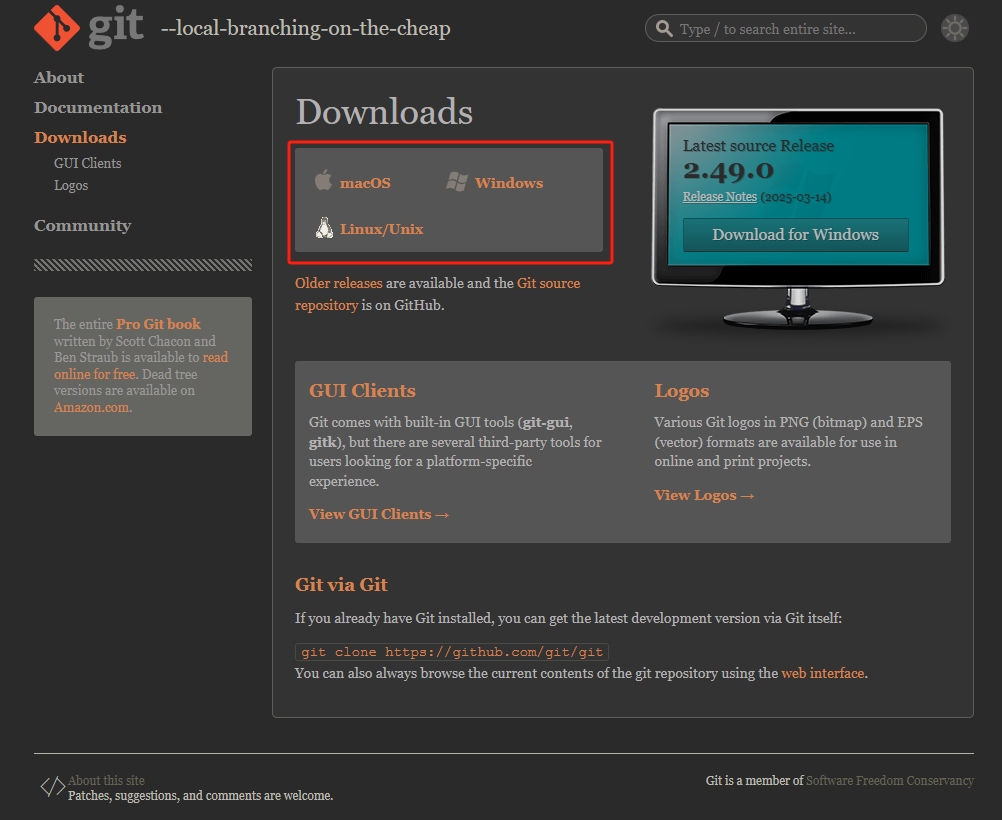 git --local-branching-on-the-cheap
Type / to search entire site...
About
Documentation
Downloads
GUI Clients
Logos
Community
The entire Pro Git book
written by Scott Chacon and
Ben Straub is available to read
online for free. Dead tree
versions are available on
Amazon.com.
Downloads
macOS
Windows
Linux/Unix
Older releases are available and the Git source
repository is on GitHub.
Latest source Release
2.49.0
Release Notes (2025-03-14)
Download for Windows
GUI Clients
Git comes with built-in GUI tools (git-gui,
gitk), but there are several third-party tools for
users looking for a platform-specific
experience.
View GUI Clients →
Logos
Various Git logos in PNG (bitmap) and EPS
(vector) formats are available for use in
online and print projects.
View Logos →
Git via Git
If you already have Git installed, you can get the latest development version via Git itself:
git clone https://github.com/git/git
You can also always browse the current contents of the git repository using the web interface.
About this site
Patches, suggestions, and comments are welcome.
Git is a member of Software Freedom Conservancy